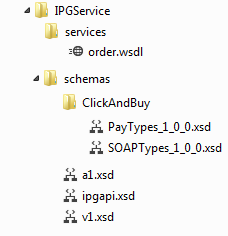 IPGService
services
order.wsdl
schemas
ClickAndBuy
PayTypes_1_0_0.xsd
SOAPTypes_1_0_0.xsd
a1.xsd
ipgapi.xsd
v1.xsd